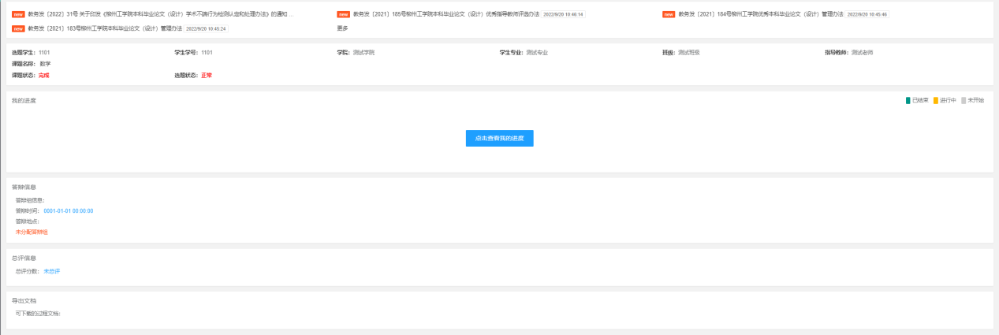 new 教务发〔2022〕31号 关于印发《柳州工学院本科毕业论文（设计）学术不端行为检测认定和处理办法》的通知 ...
new 教务发〔2021〕185号柳州工学院本科毕业论文（设计）优秀指导教师评选办法 2022/9/20 10:46:14
new 教务发〔2021〕184号柳州工学院优秀本科毕业论文（设计）管理办法 2022/9/20 10:45:46
new 教务发〔2021〕183号柳州工学院本科毕业论文（设计）管理办法 2022/9/20 10:45:24
更多
选题学生: 1101 学生学号: 1101 学院: 测试学院 学生专业: 测试专业 班级: 测试班级 指导教师: 测试老师
课题名称: 数学
课题状态: 完成 选题状态: 正常
我的进度 已结束 进行中 未开始
点击查看我的进度
答辩信息
答辩组信息:
答辩时间: 0001-01-01 00:00:00
答辩地点:
未分配答辩组
总评信息
总评分数: 未总评
导出文档
可下载的过程文档: